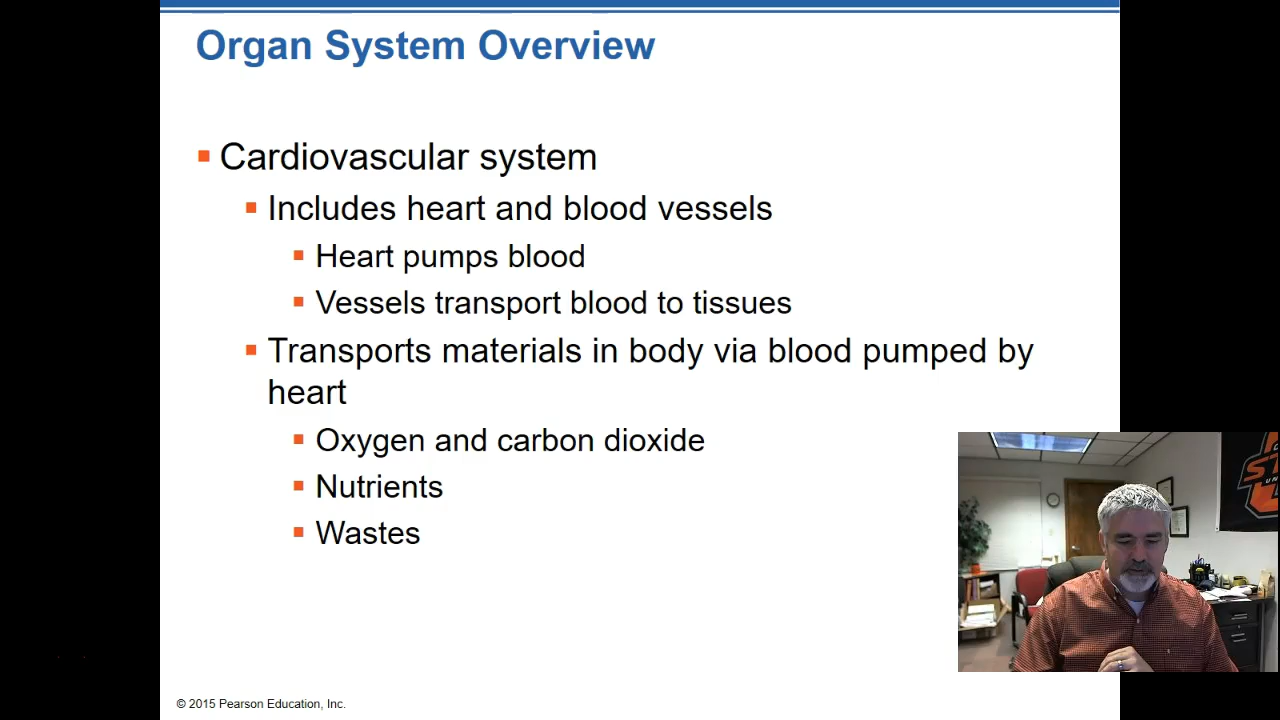 Organ System Overview
Cardiovascular system
Includes heart and blood vessels
Heart pumps blood
Vessels transport blood to tissues
Transports materials in body via blood pumped by
heart
Oxygen and carbon dioxide
Nutrients
Wastes
© 2015 Pearson Education, Inc.